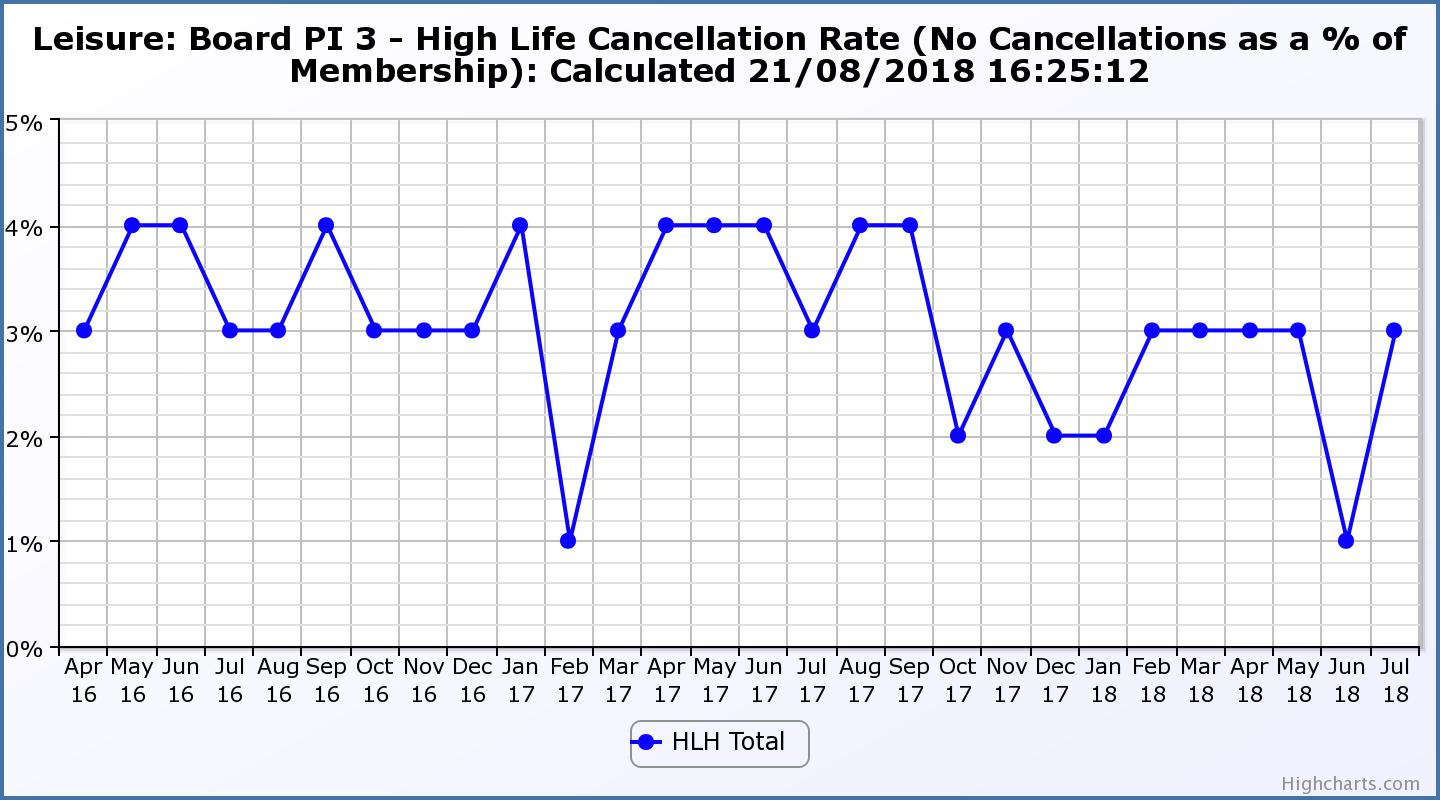 Leisure: Board PI 3 - High Life Cancellation Rate (No Cancellations as a % of
Membership): Calculated 21/08/2018 16:25:12
5%
4%
3%
2%
1%
0%
Apr May Jun Jul Aug Sep Oct Nov Dec Jan Feb Mar Apr May Jun Jul Aug Sep Oct Nov Dec Jan Feb Mar Apr May Jun Jul
16 16 16 16 16 16 16 16 16 17 17 17 17 17 17 17 17 17 17 17 17 18 18 18 18 18 18 18
HLH Total
Highcharts.com